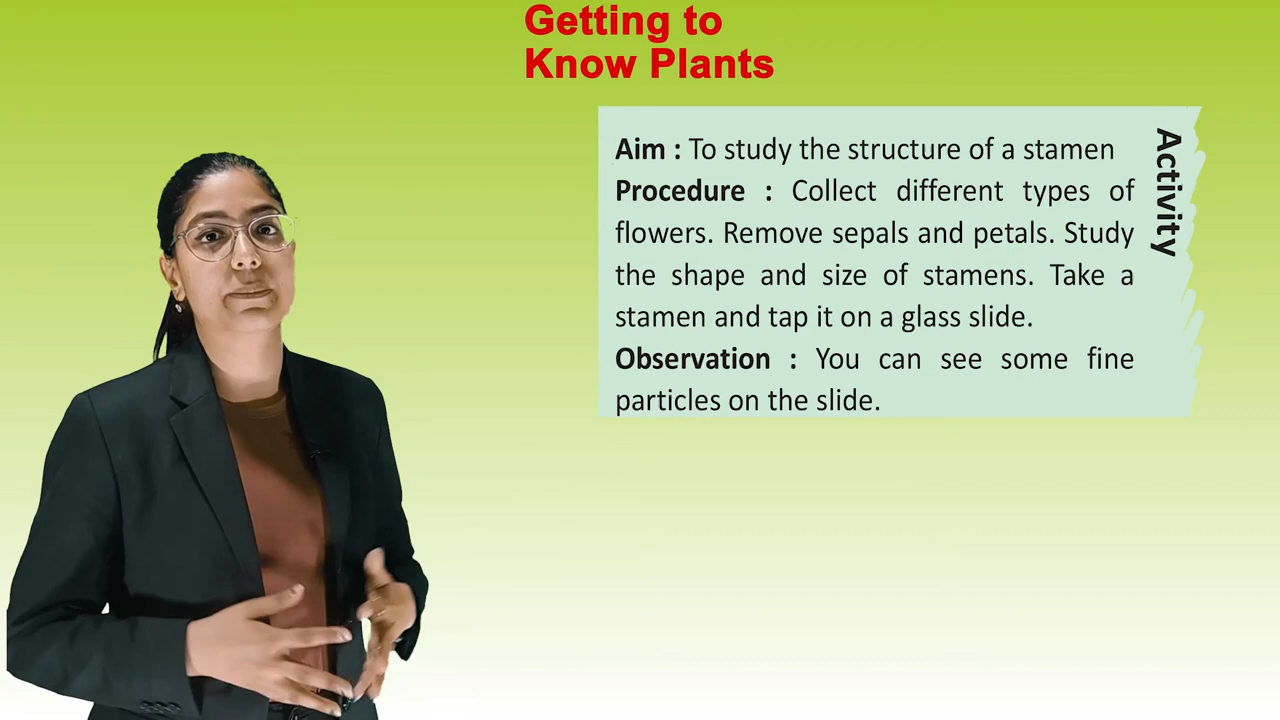 Getting to
Know Plants
Aim : To study the structure of a stamen
Procedure : Collect different types of
flowers. Remove sepals and petals. Study
the shape and size of stamens. Take a
stamen and tap it on a glass slide.
Observation : You can see some fine
particles on the slide.
Activity